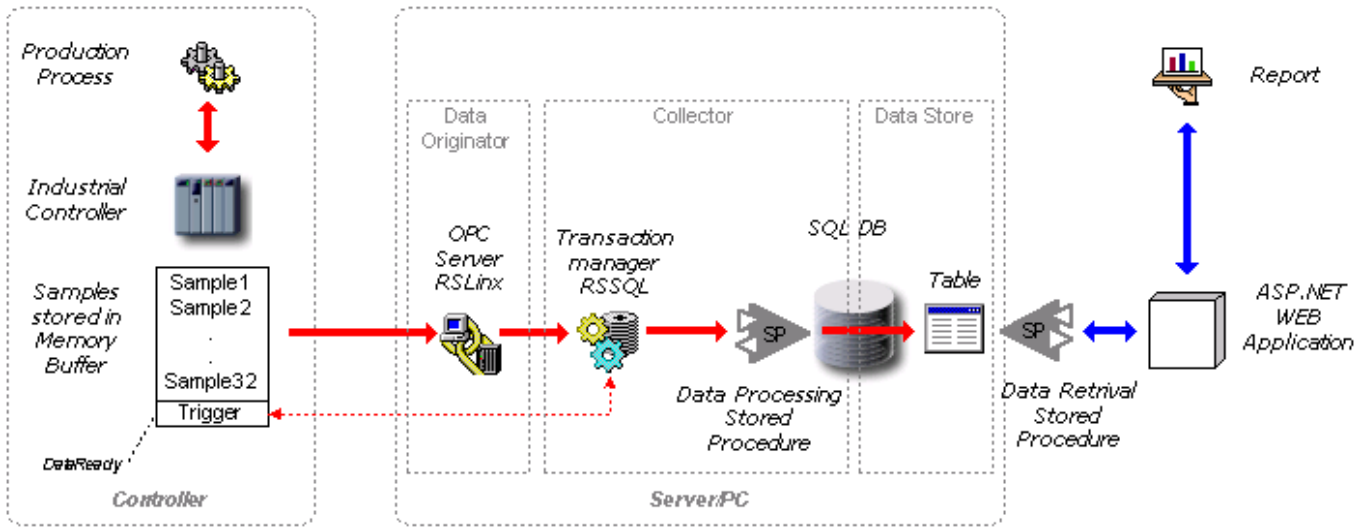 Production
Process
Industrial
Controller
Samples
stored in
Memory
Buffer
Sample1
Sample2
.
.
Sample32
Trigger
DataReady
Controller
Data
Originator
Collector
Data Store
OPC
Server
RSLinx
Transaction
manager
RSSQL
SQL DB
Table
SP
Data Processing
Stored
Procedure
SP
Data Retrival
Stored
Procedure
Server/PC
Report
ASP.NET
WEB
Application